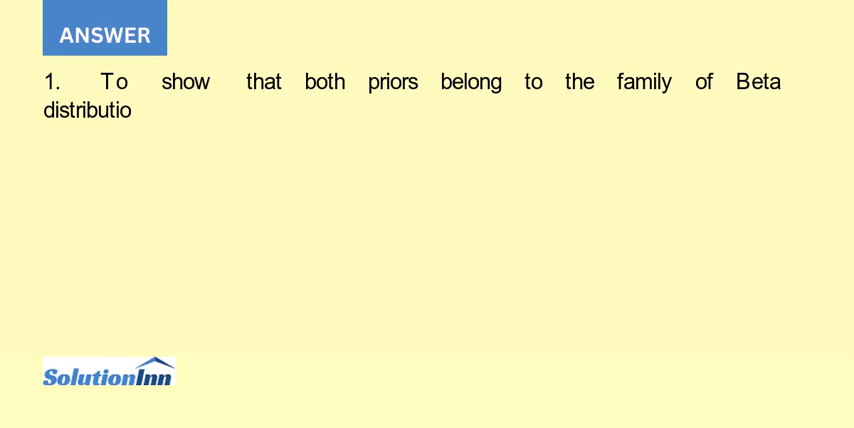 ANSWER
1. To show that both priors belong to the family of Beta
distributio
SolutionInn